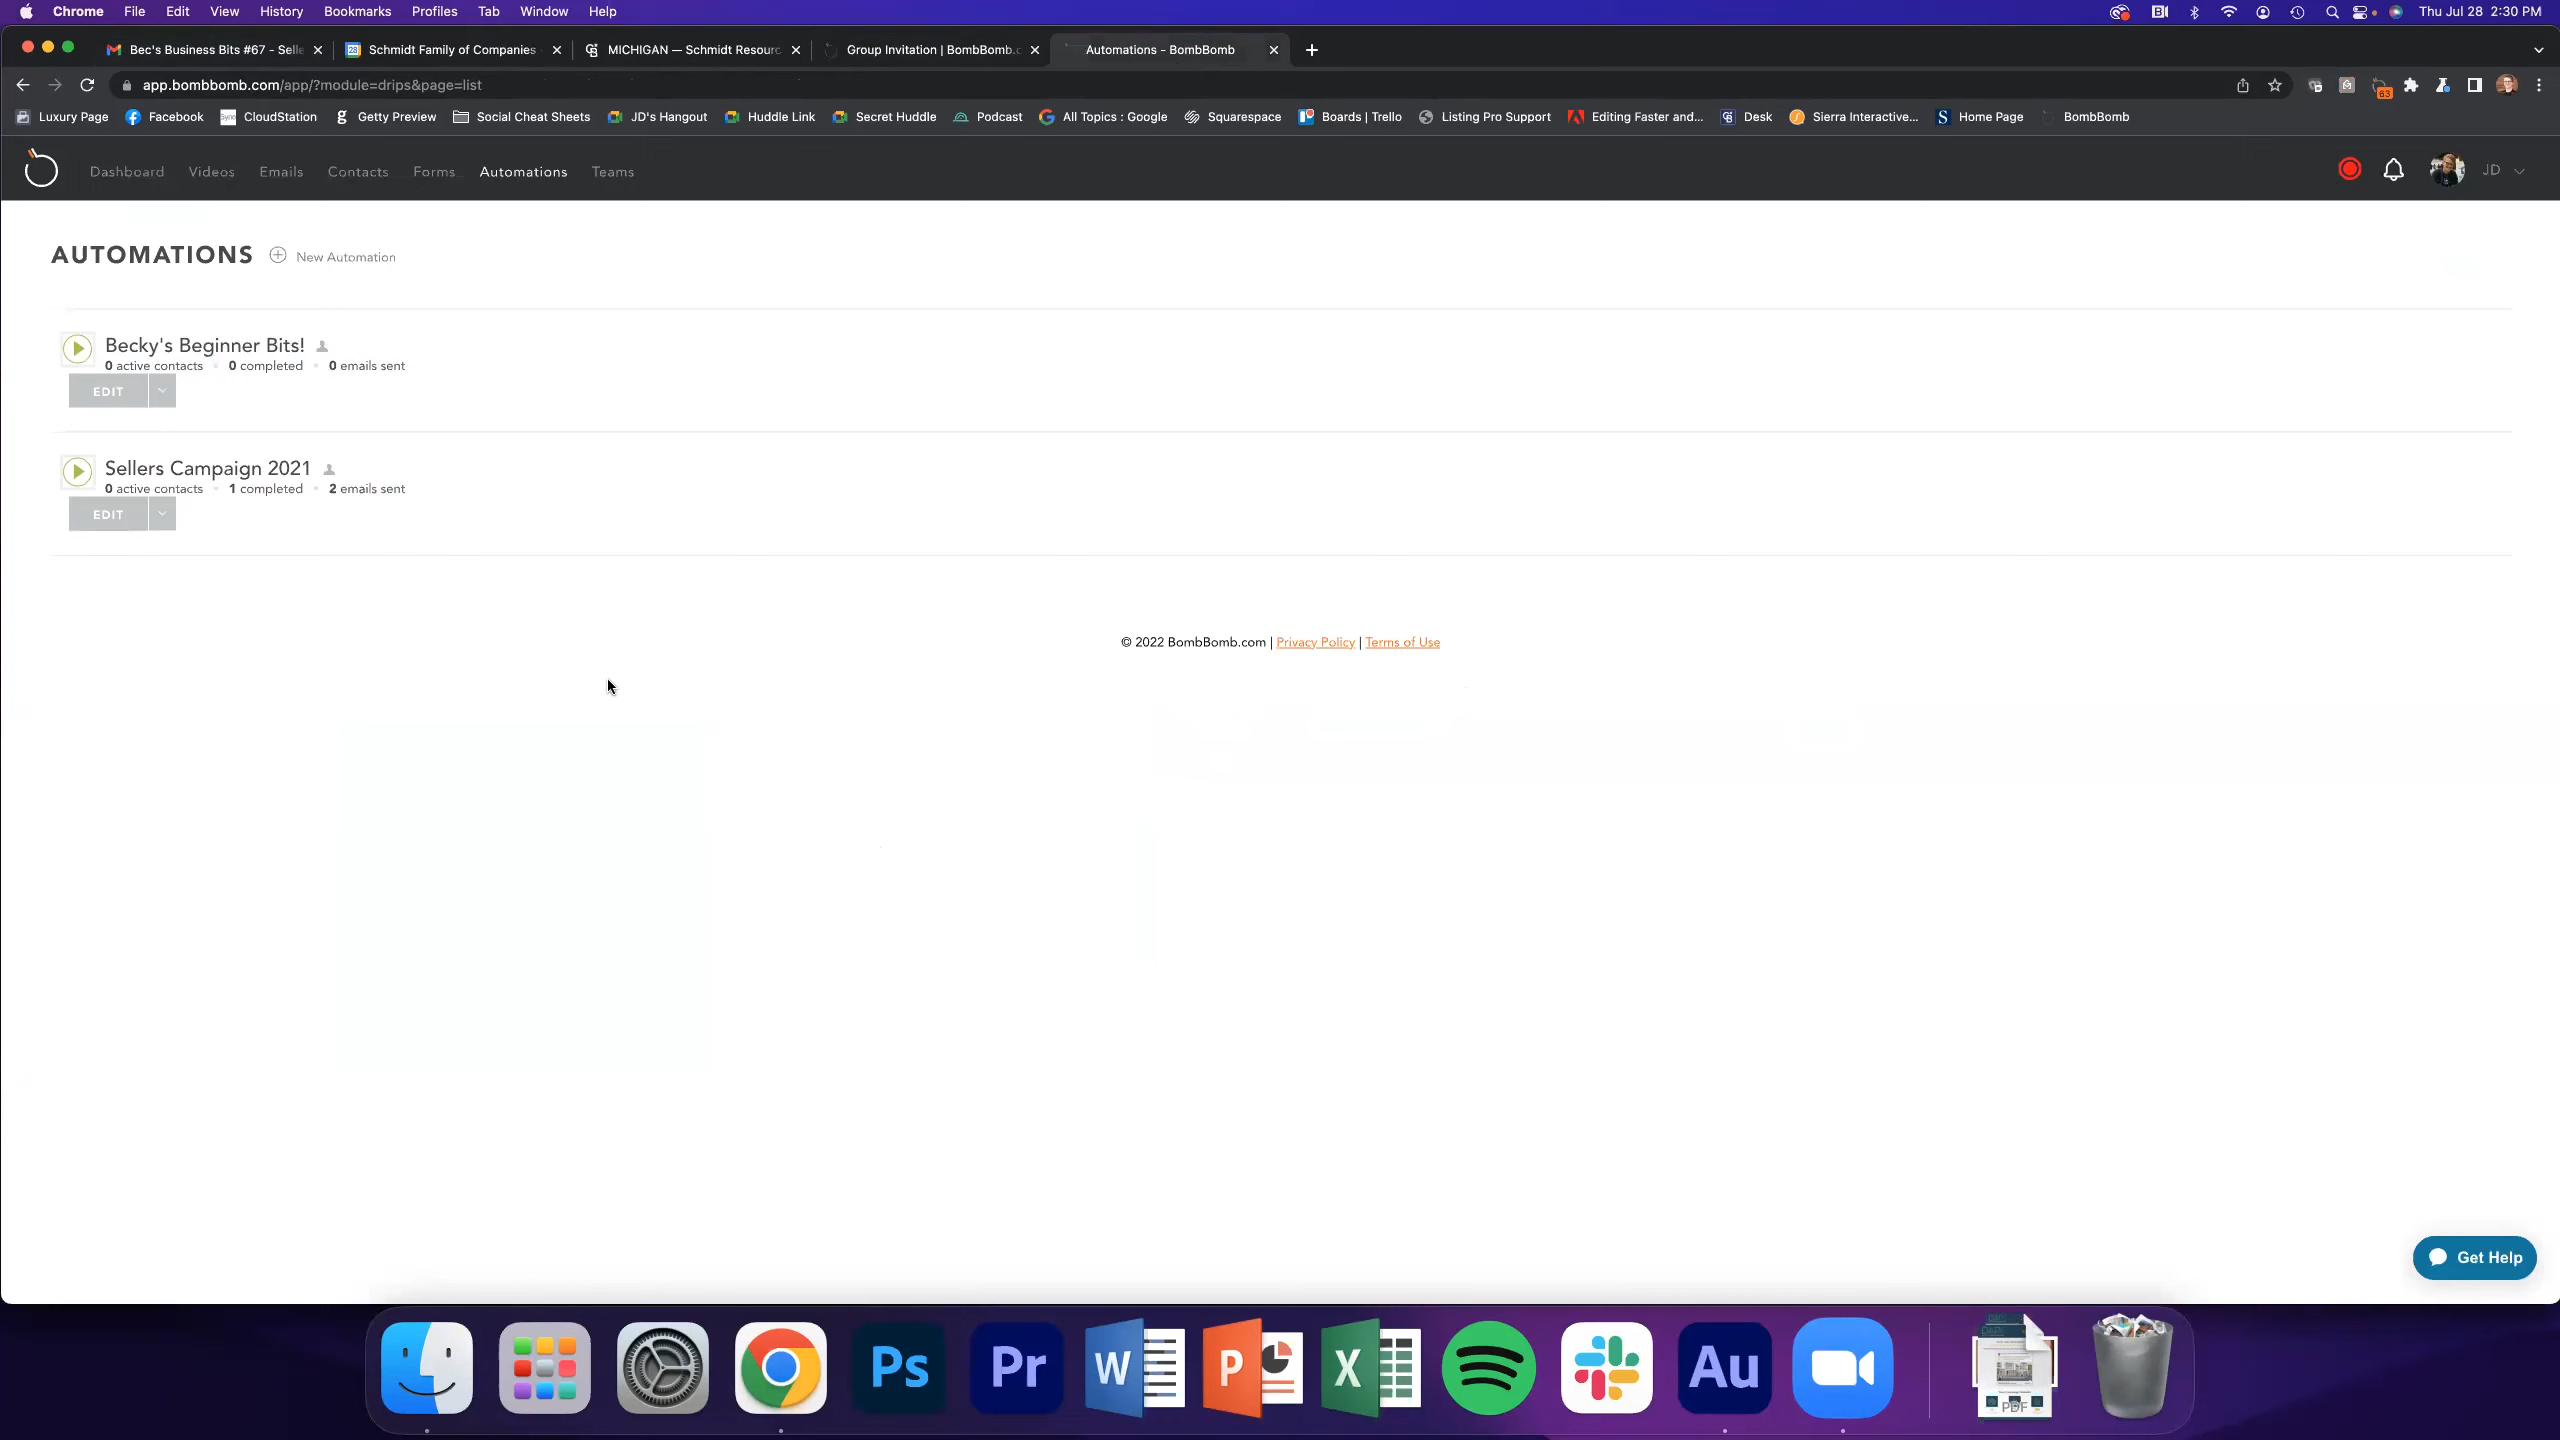 Chrome File Edit View History Bookmarks Profiles Tab Window Help Thu Jul 28 2:30 PM
Bec's Business Bits #67 - Selle Schmidt Family of Companies MICHIGAN — Schmidt Resourc Group Invitation | BombBomb.c Automations - BombBomb
app.bombbomb.com/app/?module=drips&page=list 63
Luxury Page Facebook CloudStation Getty Preview Social Cheat Sheets JD's Hangout Huddle Link Secret Huddle Podcast All Topics : Google Squarespace Boards | Trello Listing Pro Support Editing Faster and... Desk Sierra Interactive... Home Page BombBomb
Dashboard Videos Emails Contacts Forms Automations Teams JD
AUTOMATIONS New Automation
Becky's Beginner Bits!
0 active contacts 0 completed 0 emails sent
EDIT
Sellers Campaign 2021
0 active contacts 1 completed 2 emails sent
EDIT
© 2022 BombBomb.com | Privacy Policy | Terms of Use
Get Help
Ps Pr W P X Au PDF